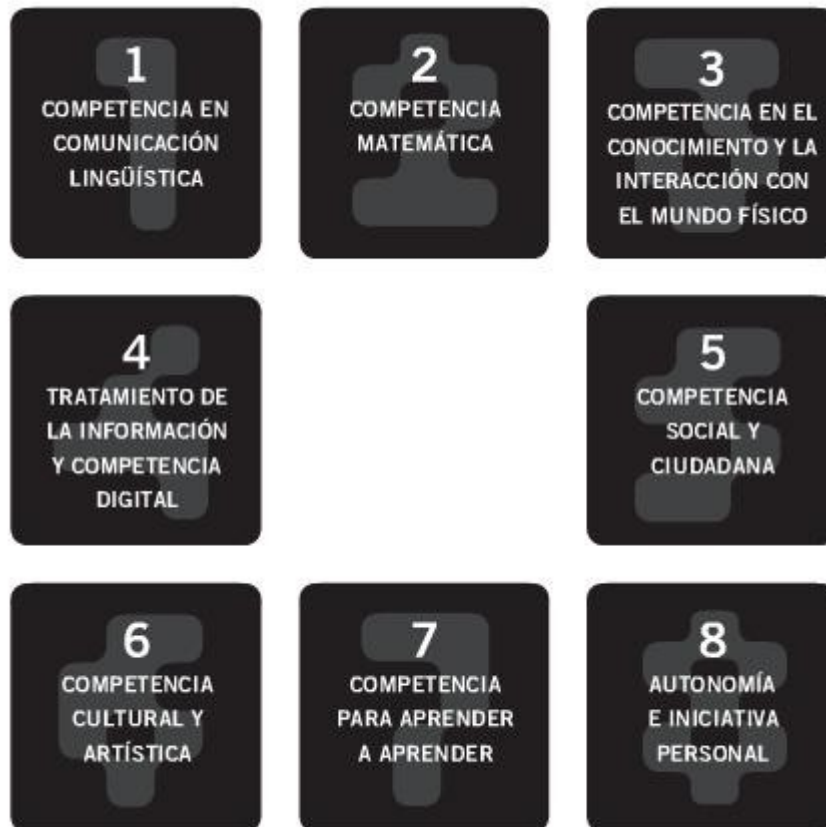 1
COMPETENCIA EN
COMUNICACIÓN
LINGÜÍSTICA
2
COMPETENCIA
MATEMÁTICA
3
COMPETENCIA EN EL
CONOCIMIENTO Y LA
INTERACCIÓN CON
EL MUNDO FÍSICO
4
TRATAMIENTO DE
LA INFORMACIÓN
Y COMPETENCIA
DIGITAL
5
COMPETENCIA
SOCIAL Y
CIUDADANA
6
COMPETENCIA
CULTURAL Y
ARTÍSTICA
7
COMPETENCIA
PARA APRENDER
A APRENDER
8
AUTONOMÍA
E INICIATIVA
PERSONAL